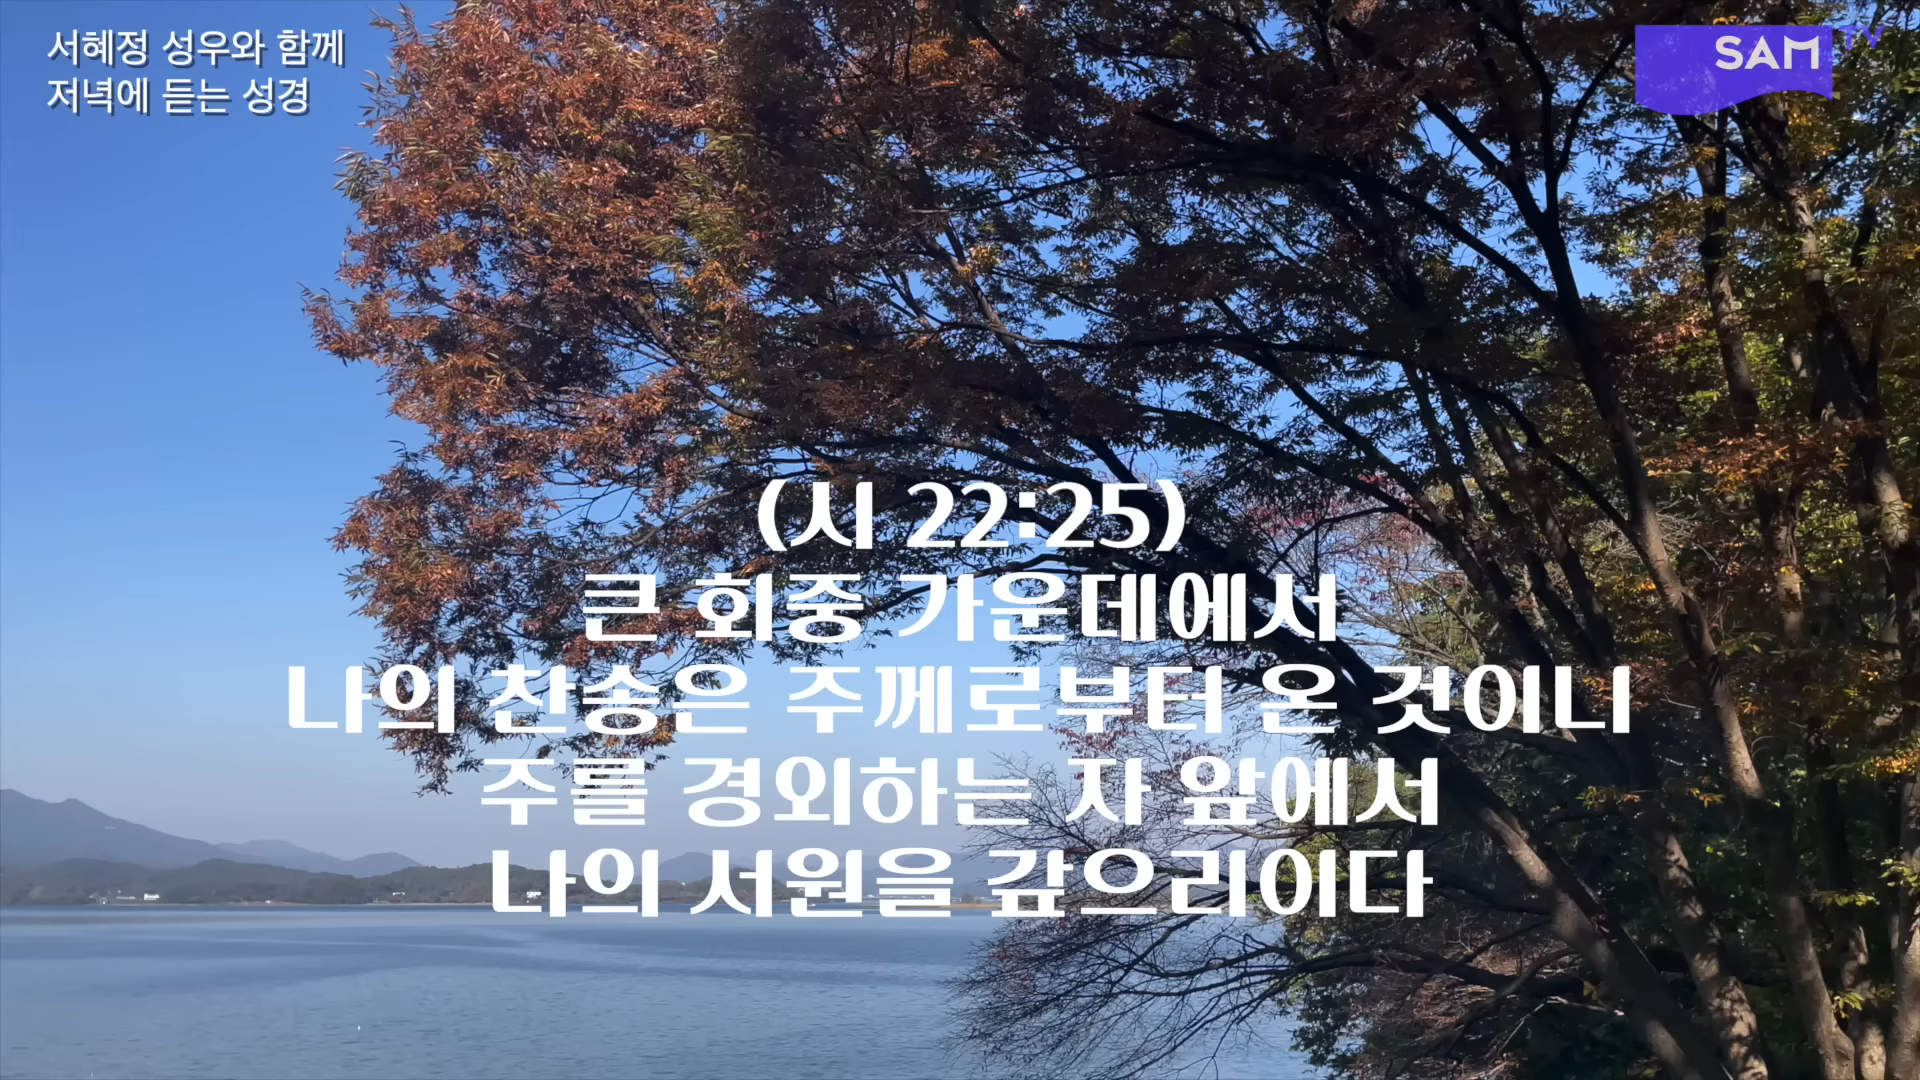 서혜정 성우와 함께
저녁에 듣는 성경
SAM TV
(시 22:25)
큰 회중 가운데에서
나의 찬송은 주께로부터 온 것이니
주를 경외하는 자 앞에서
나의 서원을 갚으리이다